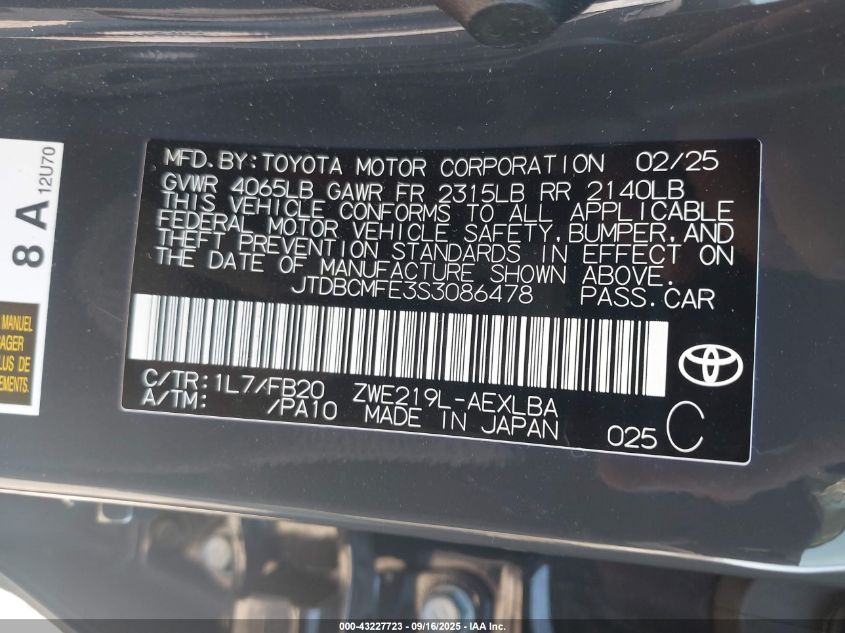 MFD.BY:TOYOTA MOTOR CORPORATION 02/25
GVWR 4065LB GAWR FR 2315LB RR 2140LB
THIS VEHICLE CONFORMS TO ALL APPLICABLE
FEDERAL MOTOR VEHICLE SAFETY,BUMPER,AND
THEFT PREVENTION STANDARDS IN EFFECT ON
THE DATE OF MANUFACTURE SHOWN ABOVE.
JTDBCMFE3S3086478 PASS.CAR
C/TR:1L7/FB20 ZWE219L-AEXLBA
A/TM: /PA10 MADE IN JAPAN 025 C
8 A 12U70
MANUEL
AGER
LUS DE
000-43227723 - 09/16/2025 - IAA Inc.